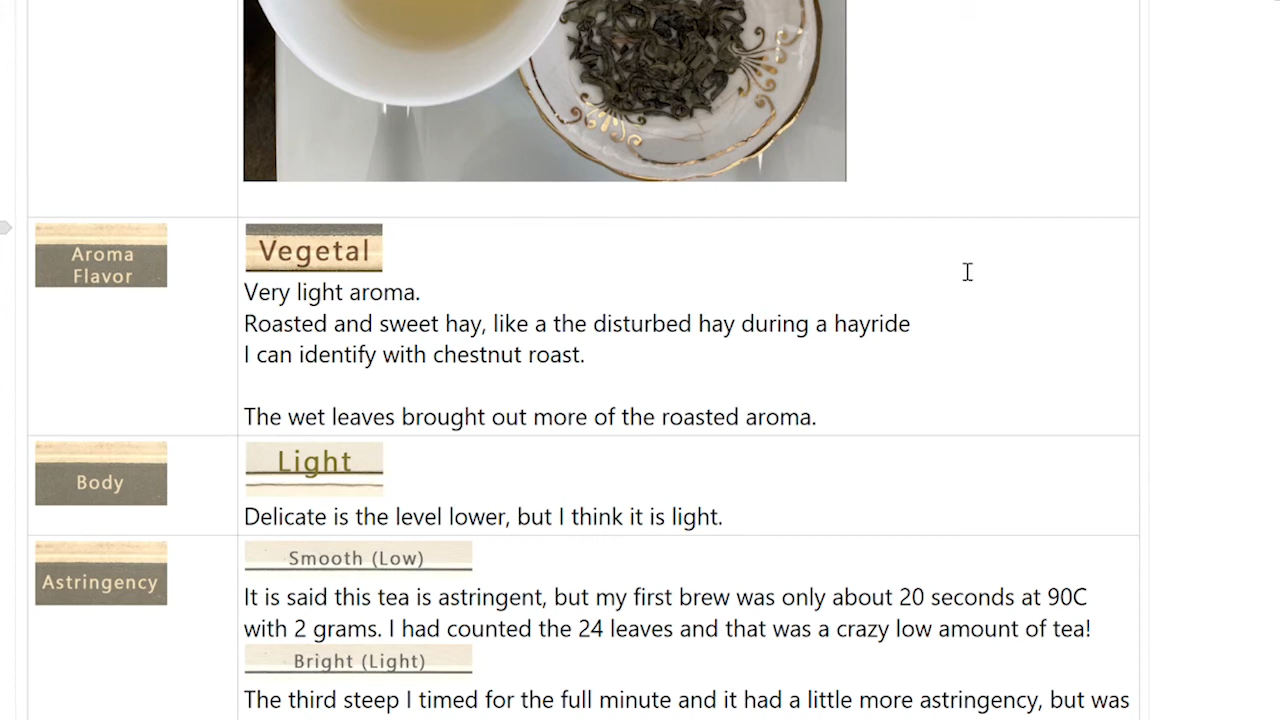 Aroma
Flavor
Vegetal
Very light aroma.
Roasted and sweet hay, like a the disturbed hay during a hayride
I can identify with chestnut roast.
The wet leaves brought out more of the roasted aroma.
Body
Light
Delicate is the level lower, but I think it is light.
Astringency
Smooth (Low)
It is said this tea is astringent, but my first brew was only about 20 seconds at 90C
with 2 grams. I had counted the 24 leaves and that was a crazy low amount of tea!
Bright (Light)
The third steep I timed for the full minute and it had a little more astringency, but was